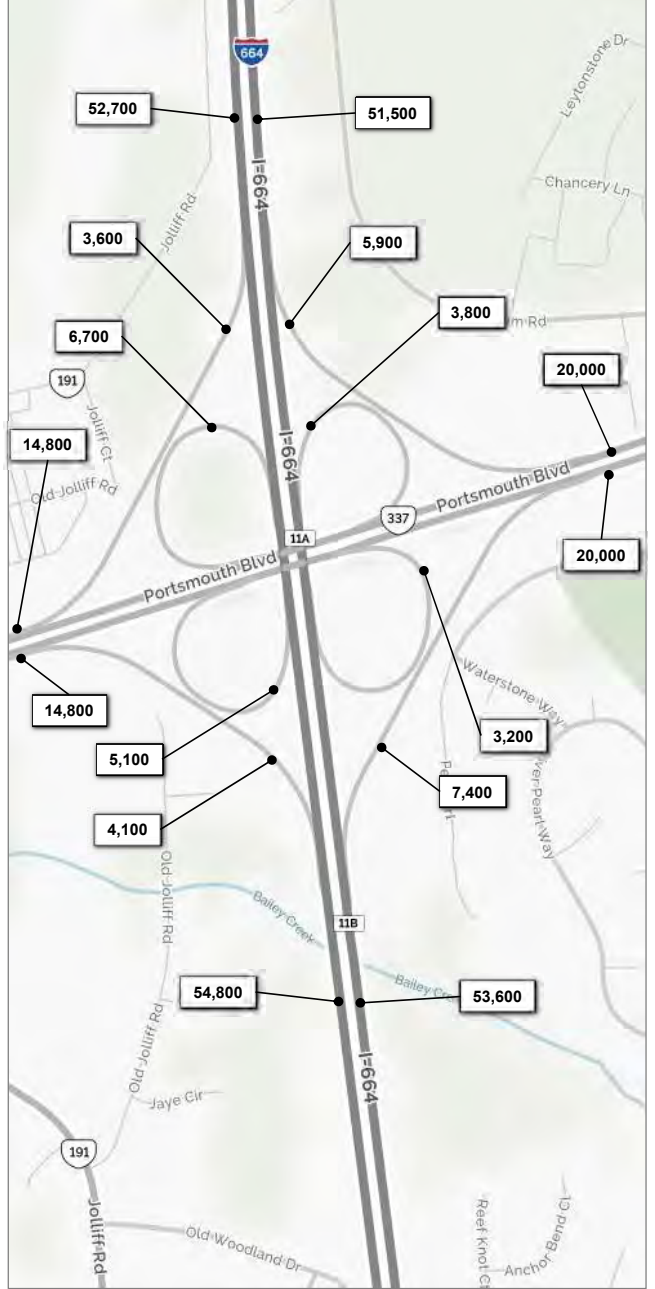 664
Leytonstone Dr
52,700
51,500
I-664
Chancery Ln
Jolliff Rd
3,600
5,900
3,800
m Rd
6,700
20,000
191
Jolliff Ct
14,800
I-664
Old Jolliff Rd
Portsmouth Blvd
337
11A
20,000
Portsmouth Blvd
Waterstone Way
14,800
3,200
5,100
7,400
4,100
Old Jolliff Rd
Bailey Creek
11B
Bailey
54,800
53,600
Old Jolliff Rd
I-664
Jaye Cir
191
Jolliff Rd
Old Woodland Dr
Reef Knot Ct
Anchor Bend Ct